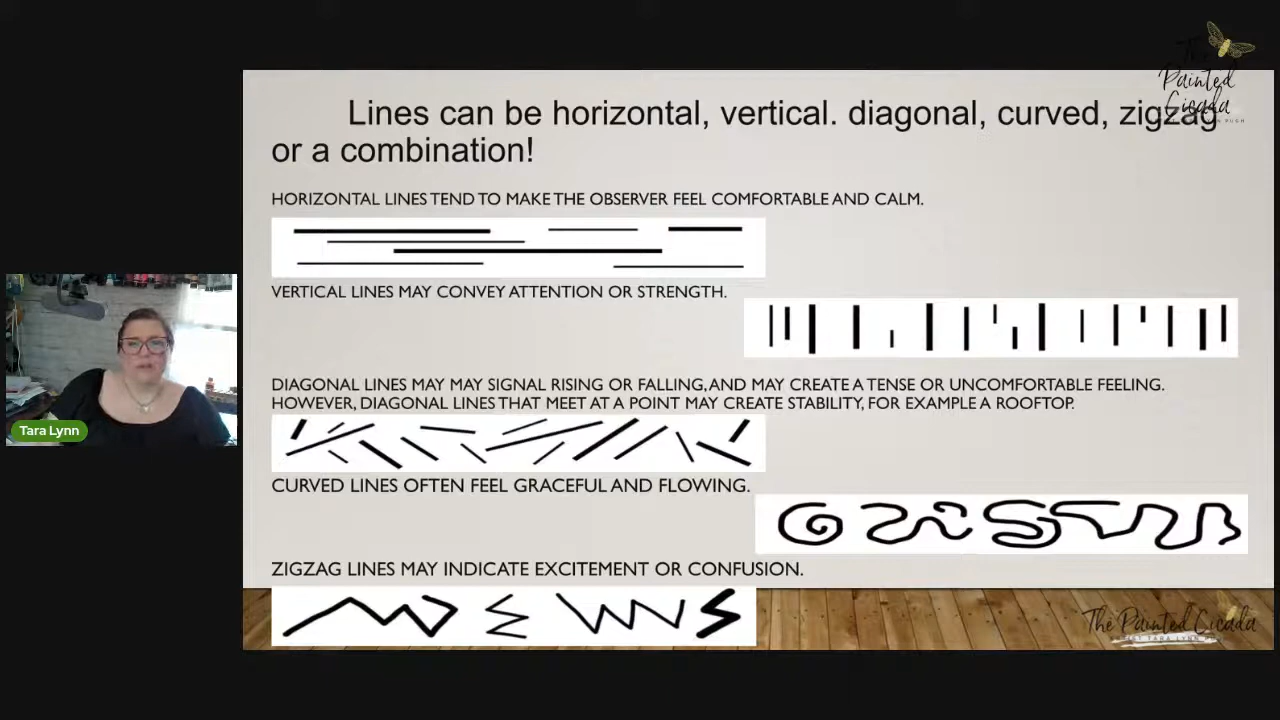 The
Painted
Cicada
Lines can be horizontal, vertical. diagonal, curved, zigzag
or a combination!
HORIZONTAL LINES TEND TO MAKE THE OBSERVER FEEL COMFORTABLE AND CALM.
VERTICAL LINES MAY CONVEY ATTENTION OR STRENGTH.
DIAGONAL LINES MAY MAY SIGNAL RISING OR FALLING, AND MAY CREATE A TENSE OR UNCOMFORTABLE FEELING.
HOWEVER, DIAGONAL LINES THAT MEET AT A POINT MAY CREATE STABILITY, FOR EXAMPLE A ROOFTOP.
Tara Lynn
CURVED LINES OFTEN FEEL GRACEFUL AND FLOWING.
ZIGZAG LINES MAY INDICATE EXCITEMENT OR CONFUSION.
The Painted Cicada